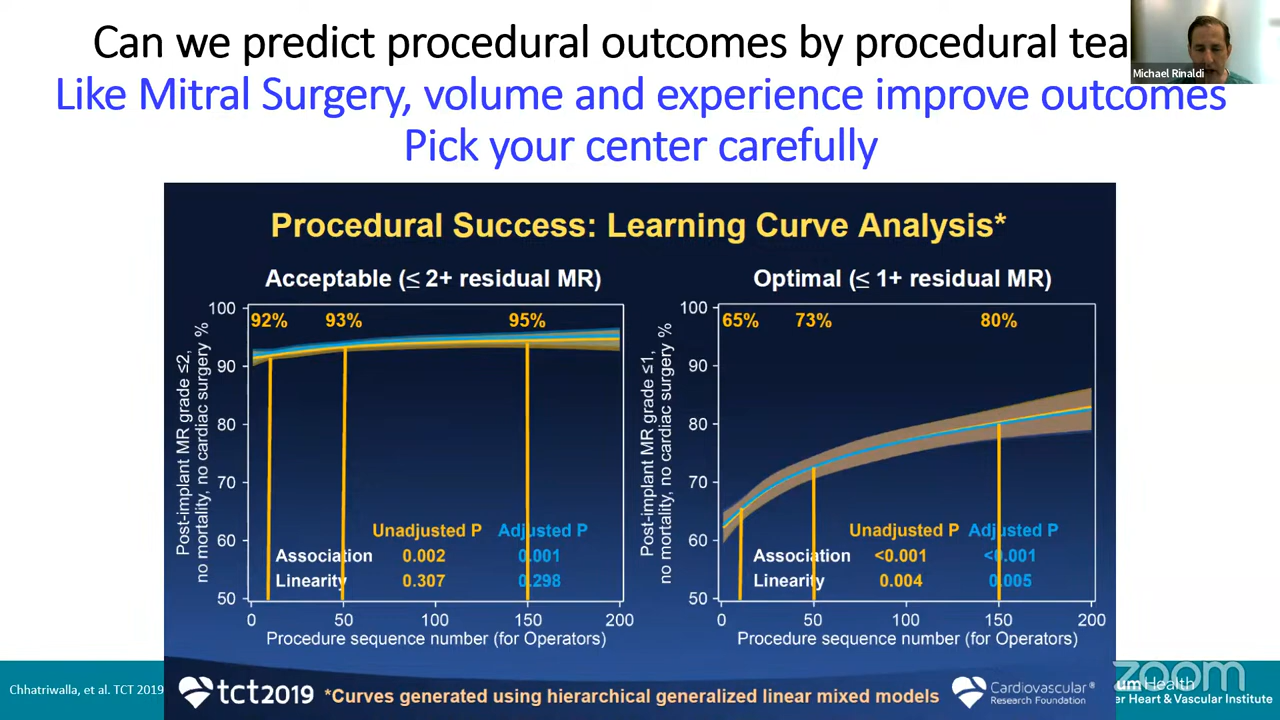 Can we predict procedural outcomes by procedural
Michael Rinaldi
Like Mitral Surgery, volume and experience improve outcomes
Pick your center carefully
Procedural Success: Learning Curve Analysis*
Acceptable (≤ 2+ residual MR)
Post-implant MR grade ≤2,
no mortality, no cardiac surgery %
100
90
80
70
60
50
92% 93% 95%
Unadjusted P Adjusted P
Association 0.002 0.001
Linearity 0.307 0.298
0 50 100 150 200
Procedure sequence number (for Operators)
Optimal (≤ 1+ residual MR)
Post-implant MR grade ≤1,
no mortality, no cardiac surgery %
100
90
80
70
60
50
65% 73% 80%
Unadjusted P Adjusted P
Association <0.001 <0.001
Linearity 0.004 0.005
0 50 100 150 200
Procedure sequence number (for Operators)
Chhatriwalla, et al. TCT 2019
tct2019
*Curves generated using hierarchical generalized linear mixed models
Cardiovascular®
Research Foundation™
zoom
Health
Heart & Vascular Institute